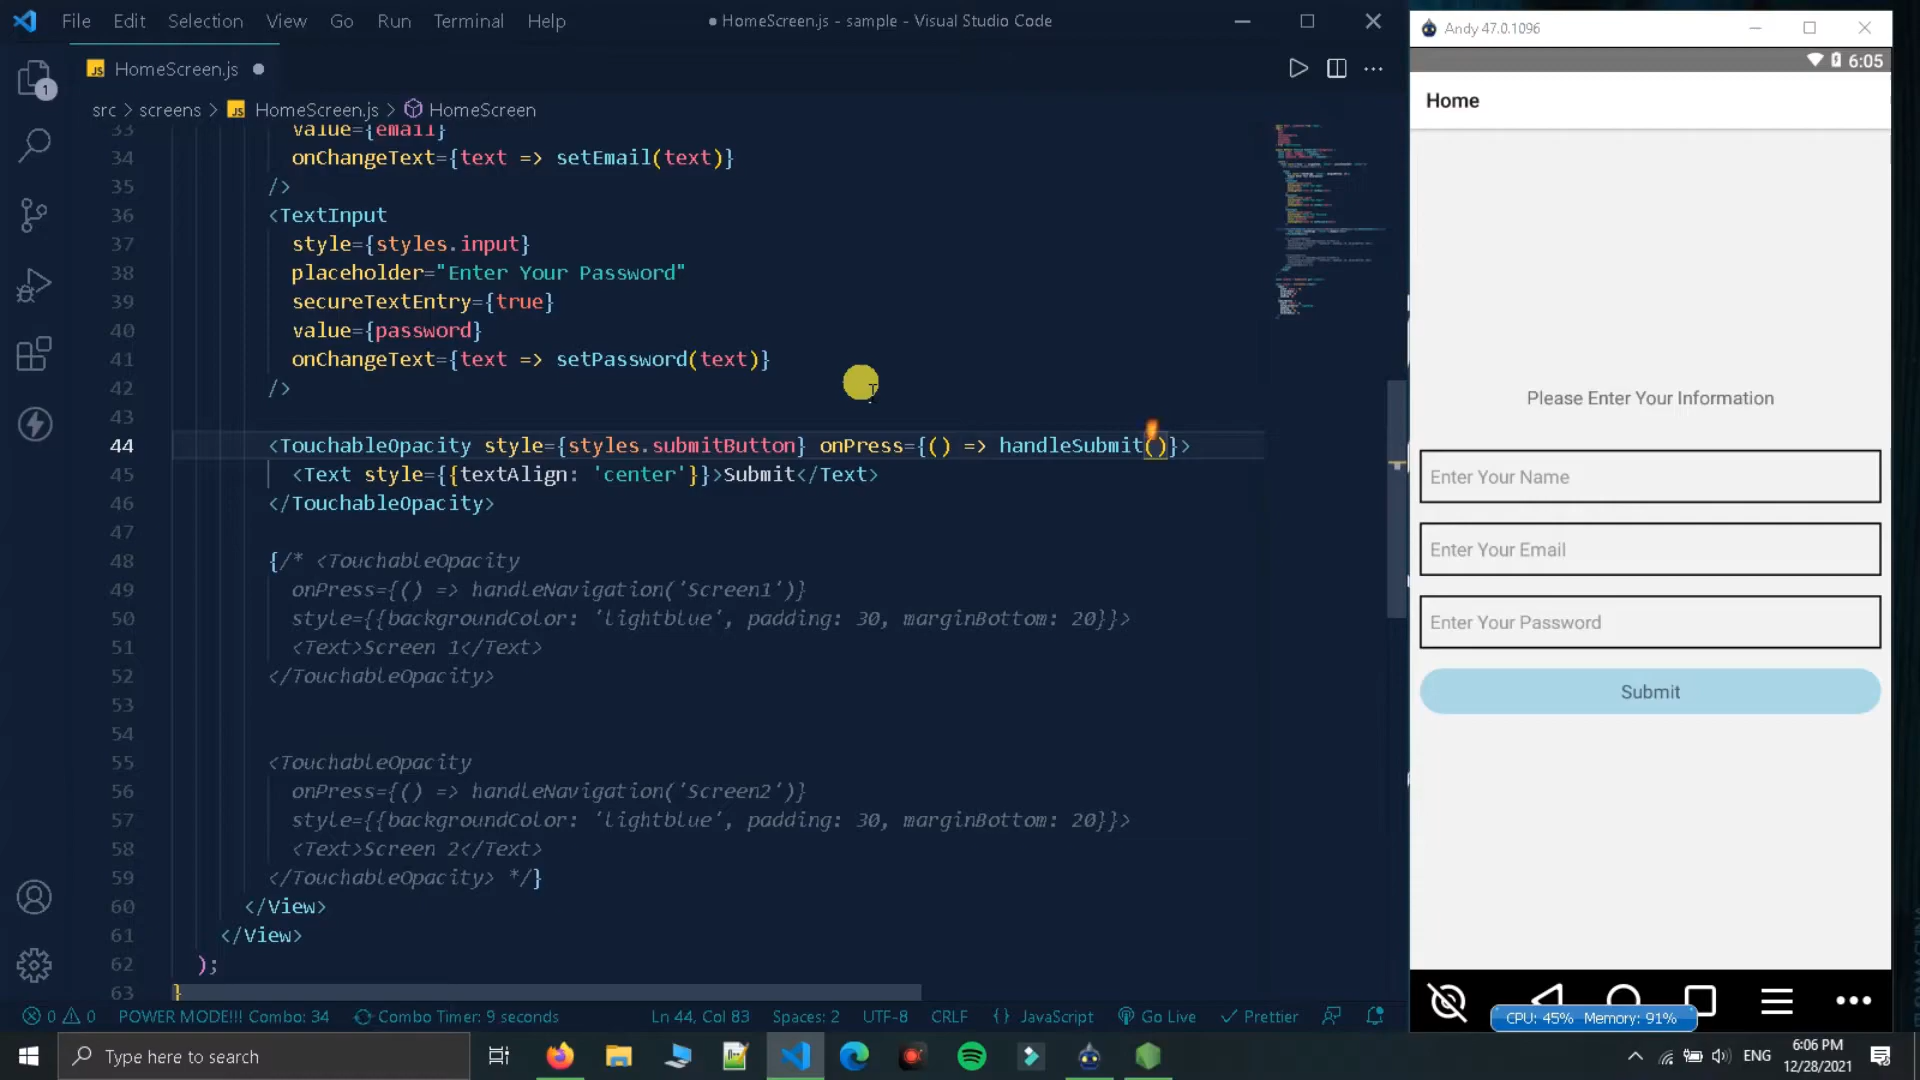 File Edit Selection View Go Run Terminal Help
● HomeScreen.js - sample - Visual Studio Code
JS HomeScreen.js ●
src > screens > JS HomeScreen.js > HomeScreen
1
33 value={email}
34 onChangeText={text => setEmail(text)}
35 />
36 <TextInput
37 style={styles.input}
38 placeholder="Enter Your Password"
39 secureTextEntry={true}
40 value={password}
41 onChangeText={text => setPassword(text)}
42 />
43
44 <TouchableOpacity style={styles.submitButton} onPress={() => handleSubmit()}>
45 <Text style={{textAlign: 'center'}}>Submit</Text>
46 </TouchableOpacity>
47
48 {/* <TouchableOpacity
49 onPress={() => handleNavigation('Screen1')}
50 style={{backgroundColor: 'lightblue', padding: 30, marginBottom: 20}}>
51 <Text>Screen 1</Text>
52 </TouchableOpacity>
53
54
55 <TouchableOpacity
56 onPress={() => handleNavigation('Screen2')}
57 style={{backgroundColor: 'lightblue', padding: 30, marginBottom: 20}}>
58 <Text>Screen 2</Text>
59 </TouchableOpacity> */}
60 </View>
61 </View>
62 );
63 }
0 0 POWER MODE!!! Combo: 34 Combo Timer: 9 seconds Ln 44, Col 83 Spaces: 2 UTF-8 CRLF {} JavaScript Go Live Prettier
Andy 47.0.1096
6:05
Home
Please Enter Your Information
Enter Your Name
Enter Your Email
Enter Your Password
Submit
CPU: 45% Memory: 91%
Type here to search
ENG
6:06 PM
12/28/2021